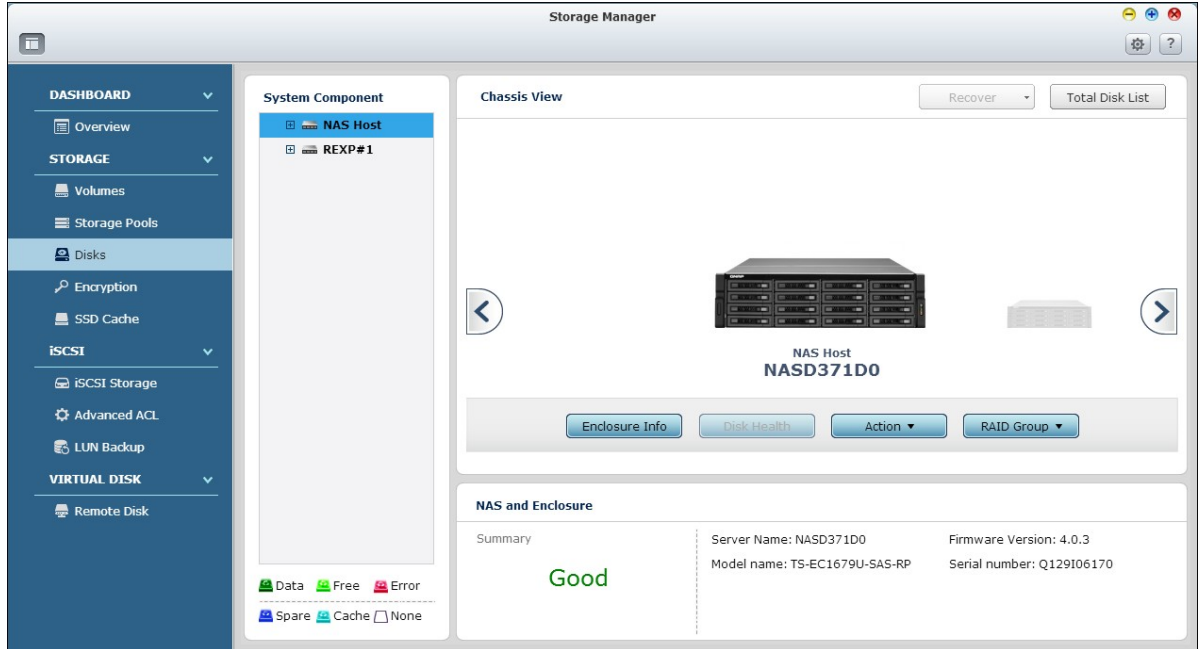 Storage Manager
?
DASHBOARD
Overview
STORAGE
Volumes
Storage Pools
Disks
Encryption
SSD Cache
iSCSI
iSCSI Storage
Advanced ACL
LUN Backup
VIRTUAL DISK
Remote Disk
System Component
NAS Host
REXP#1
Data Free Error
Spare Cache None
Chassis View
Recover
Total Disk List
QNAP
NAS Host
NASD371D0
Enclosure Info
Disk Health
Action
RAID Group
NAS and Enclosure
Summary
Good
Server Name: NASD371D0
Model name: TS-EC1679U-SAS-RP
Firmware Version: 4.0.3
Serial number: Q129I06170